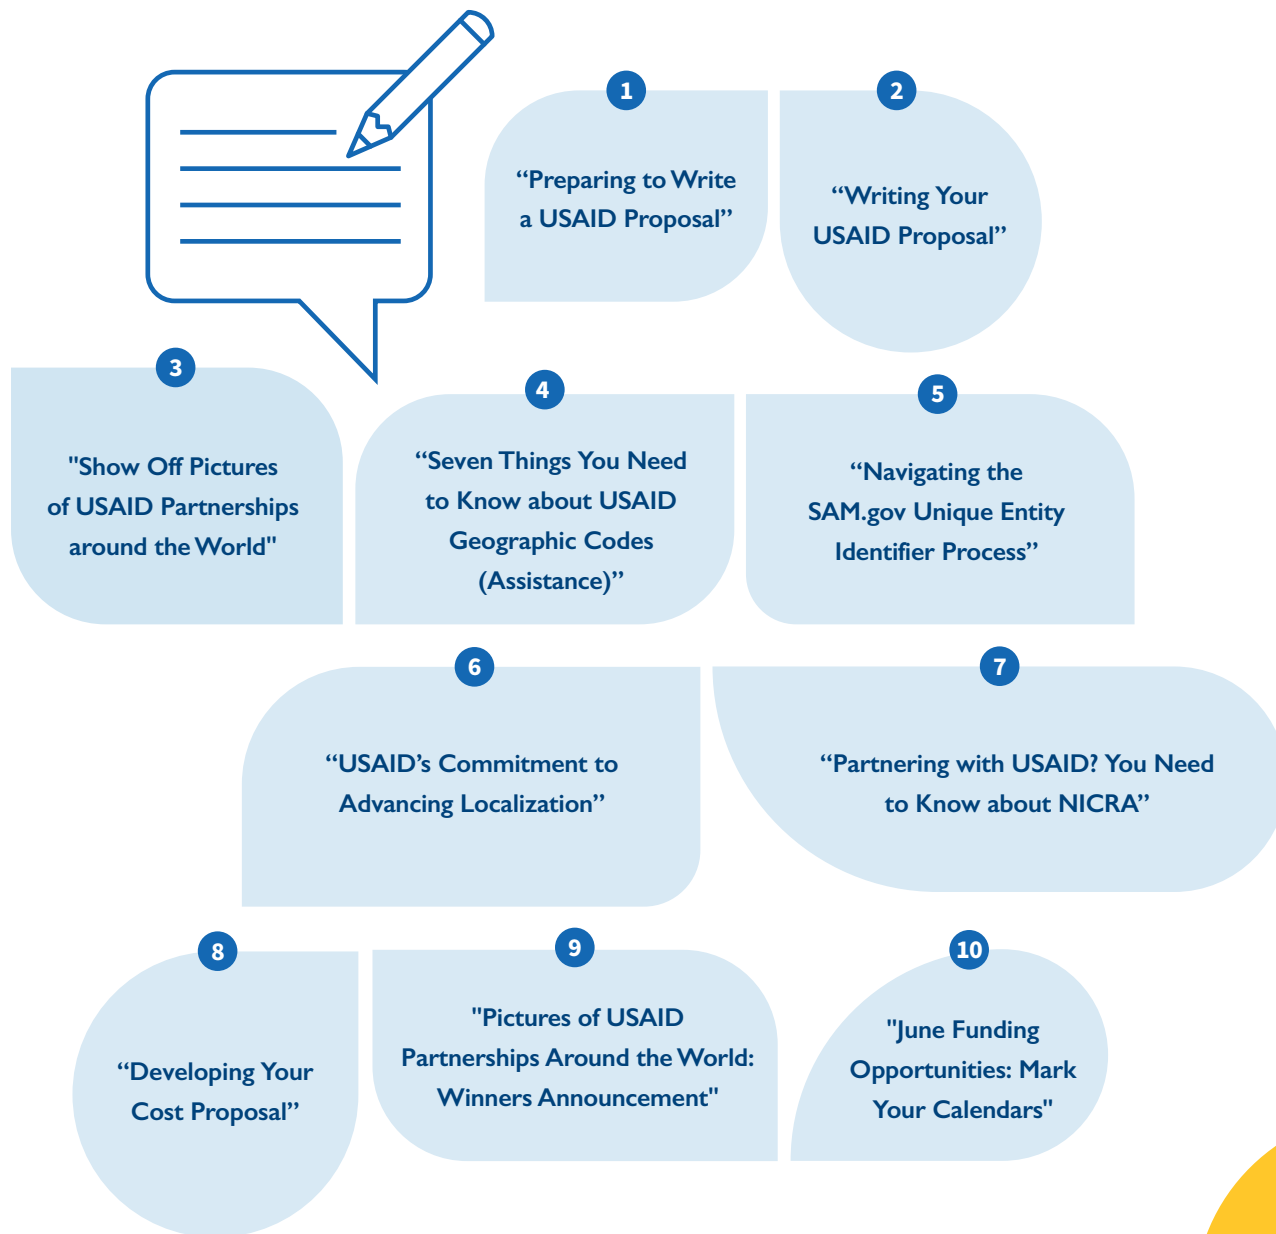 1
“Preparing to Write
a USAID Proposal”
2
“Writing Your
USAID Proposal”
3
"Show Off Pictures
of USAID Partnerships
around the World"
4
“Seven Things You Need
to Know about USAID
Geographic Codes
(Assistance)”
5
“Navigating the
SAM.gov Unique Entity
Identifier Process”
6
“USAID’s Commitment to
Advancing Localization”
7
“Partnering with USAID? You Need
to Know about NICRA”
8
“Developing Your
Cost Proposal”
9
"Pictures of USAID
Partnerships Around the World:
Winners Announcement"
10
"June Funding
Opportunities: Mark
Your Calendars"